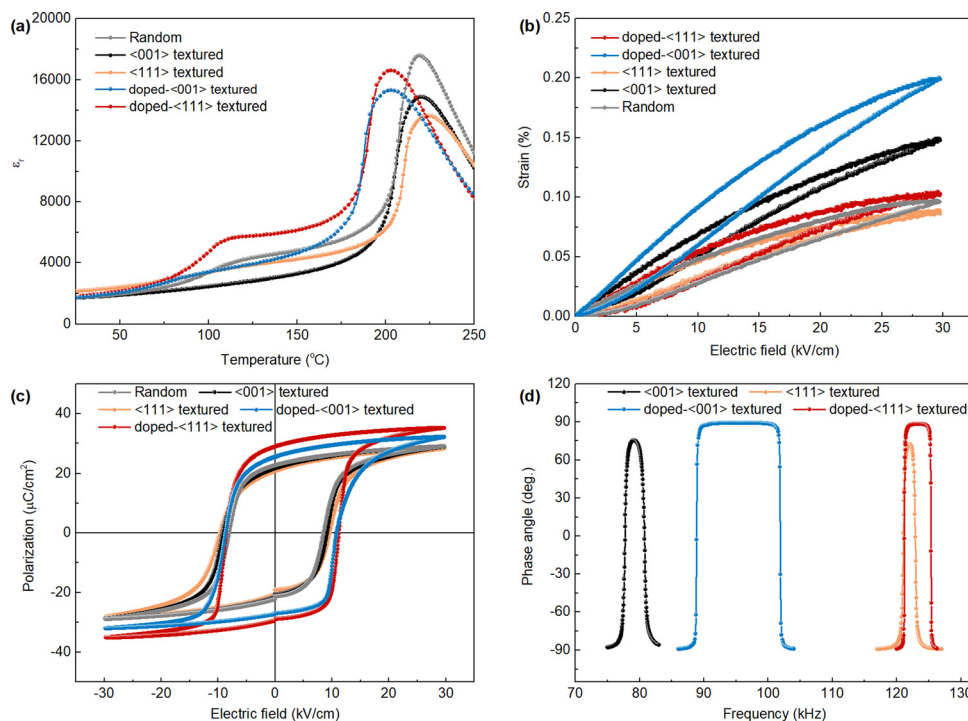 (a)
20000
16000
12000
8000
4000
0
εr
Random
<001> textured
<111> textured
doped-<001> textured
doped-<111> textured
50
100
150
200
250
Temperature (°C)
(b)
0.25
0.20
0.15
0.10
0.05
0.00
Strain (%)
doped-<111> textured
doped-<001> textured
<111> textured
<001> textured
Random
0
5
10
15
20
25
30
Electric field (kV/cm)
(c)
40
20
0
-20
-40
Polarization (μC/cm²)
Random
<001> textured
<111> textured
doped-<001> textured
doped-<111> textured
-30
-20
-10
0
10
20
30
Electric field (kV/cm)
(d)
120
90
60
30
0
-30
-60
-90
Phase angle (deg.)
<001> textured
<111> textured
doped-<001> textured
doped-<111> textured
70
80
90
100
110
120
130
Frequency (kHz)